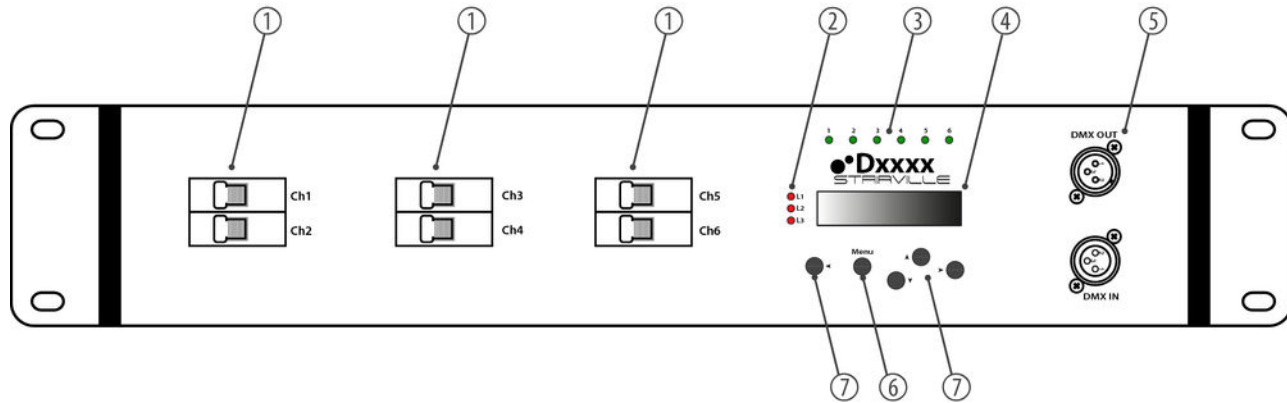 ① ① ① ② ③ ④ ⑤
1 2 3 4 5 6
DMX OUT
Dxxxx
STAIRVILLE
Ch1 Ch3 Ch5
L1
L2
L3
Ch2 Ch4 Ch6
Menu
DMX IN
⑦ ⑥ ⑦